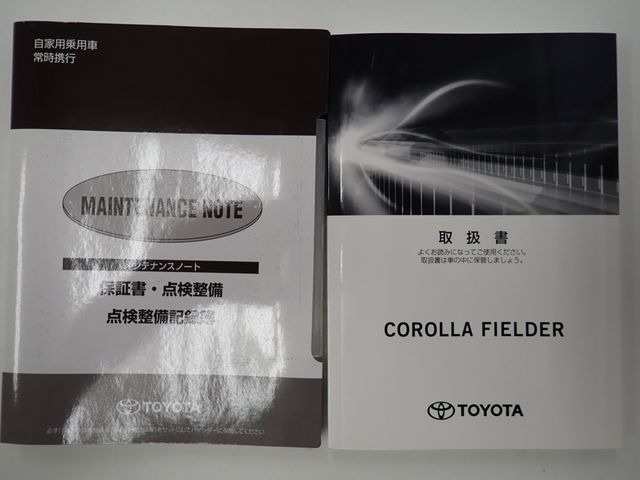 自家用乗用車
常時携行
MAINTENANCE NOTE
メンテナンスノート
保証書・点検整備
点検整備記録簿
TOYOTA
取扱書
よくお読みになってご使用ください。
取扱書は車の中に保管しましょう。
COROLLA FIELDER
TOYOTA